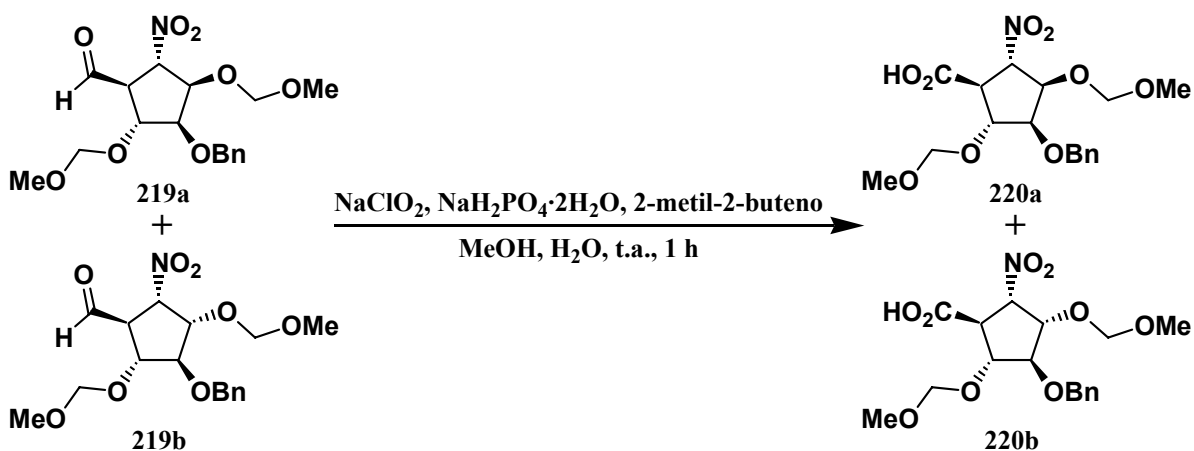 O
NO₂
H
O
OMe
O
OBn
MeO
219a
+
O
NO₂
H
O
OMe
O
OBn
MeO
219b
NaClO₂, NaH₂PO₄·2H₂O, 2-metil-2-buteno
MeOH, H₂O, t.a., 1 h
NO₂
HO₂C
O
OMe
O
OBn
MeO
220a
+
NO₂
HO₂C
O
OMe
O
OBn
MeO
220b